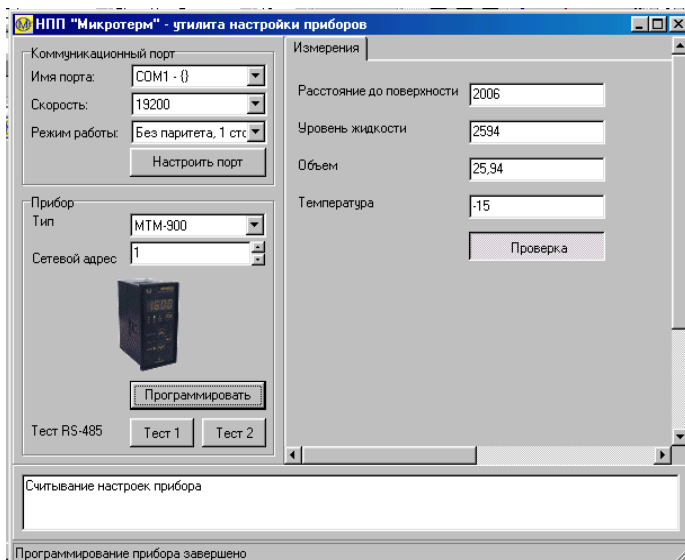 НПП "Микротерм" - утилита настройки приборов
Коммуникационный порт
Имя порта: COM1 - {}
Скорость: 19200
Режим работы: Без паритета, 1 сто
Настроить порт
Прибор
Тип МТМ-900
Сетевой адрес 1
1600
Программировать
Тест RS-485 Тест 1 Тест 2
Измерения
Расстояние до поверхности 2006
Уровень жидкости 2594
Объем 25,94
Температура -15
Проверка
Считывание настроек прибора
Программирование прибора завершено